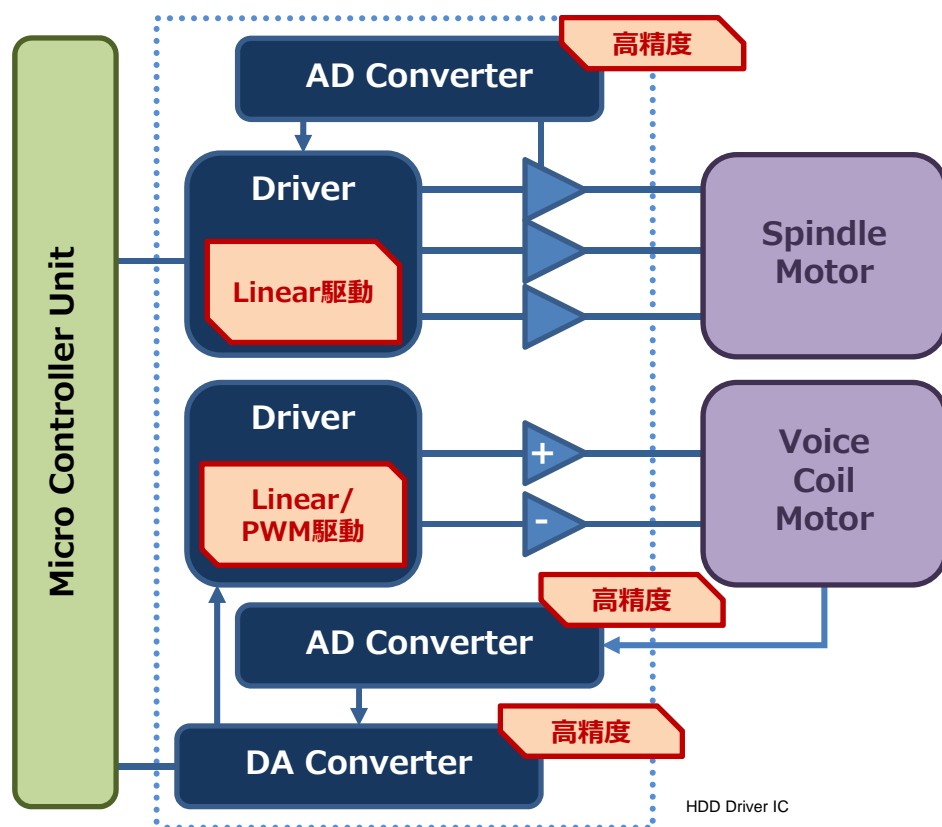 高精度
AD Converter
Driver
Linear駆動
Spindle
Motor
Micro Controller Unit
Driver
Linear/
PWM駆動
+
-
Voice
Coil
Motor
高精度
AD Converter
高精度
DA Converter
HDD Driver IC